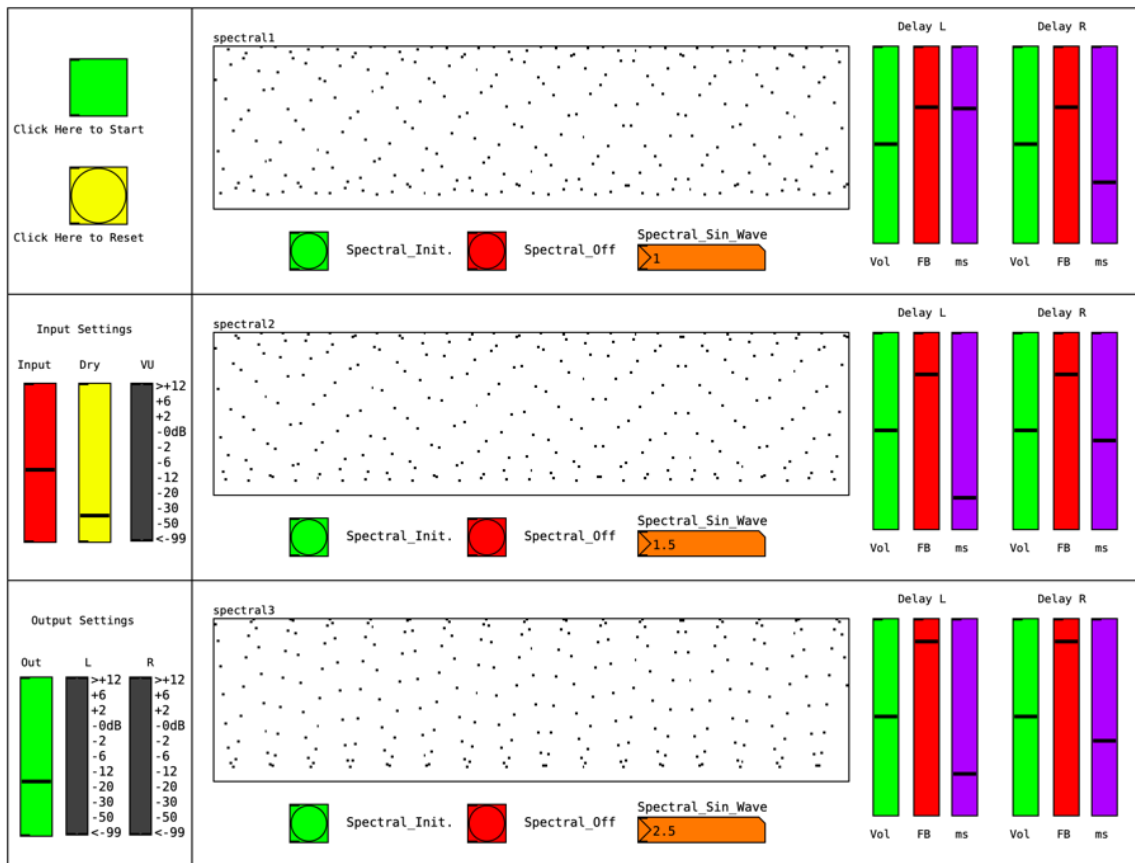 Click Here to Start
Click Here to Reset
spectral1
Spectral_Init.
Spectral_Off
Spectral_Sin_Wave
1
Delay L
Vol FB ms
Delay R
Vol FB ms
Input Settings
Input Dry VU
>+12
+6
+2
-0dB
-2
-6
-12
-20
-30
-50
<-99
spectral2
Spectral_Init.
Spectral_Off
Spectral_Sin_Wave
1.5
Delay L
Vol FB ms
Delay R
Vol FB ms
Output Settings
Out L R
>+12 >+12
+6 +6
+2 +2
-0dB -0dB
-2 -2
-6 -6
-12 -12
-20 -20
-30 -30
-50 -50
<-99 <-99
spectral3
Spectral_Init.
Spectral_Off
Spectral_Sin_Wave
2.5
Delay L
Vol FB ms
Delay R
Vol FB ms